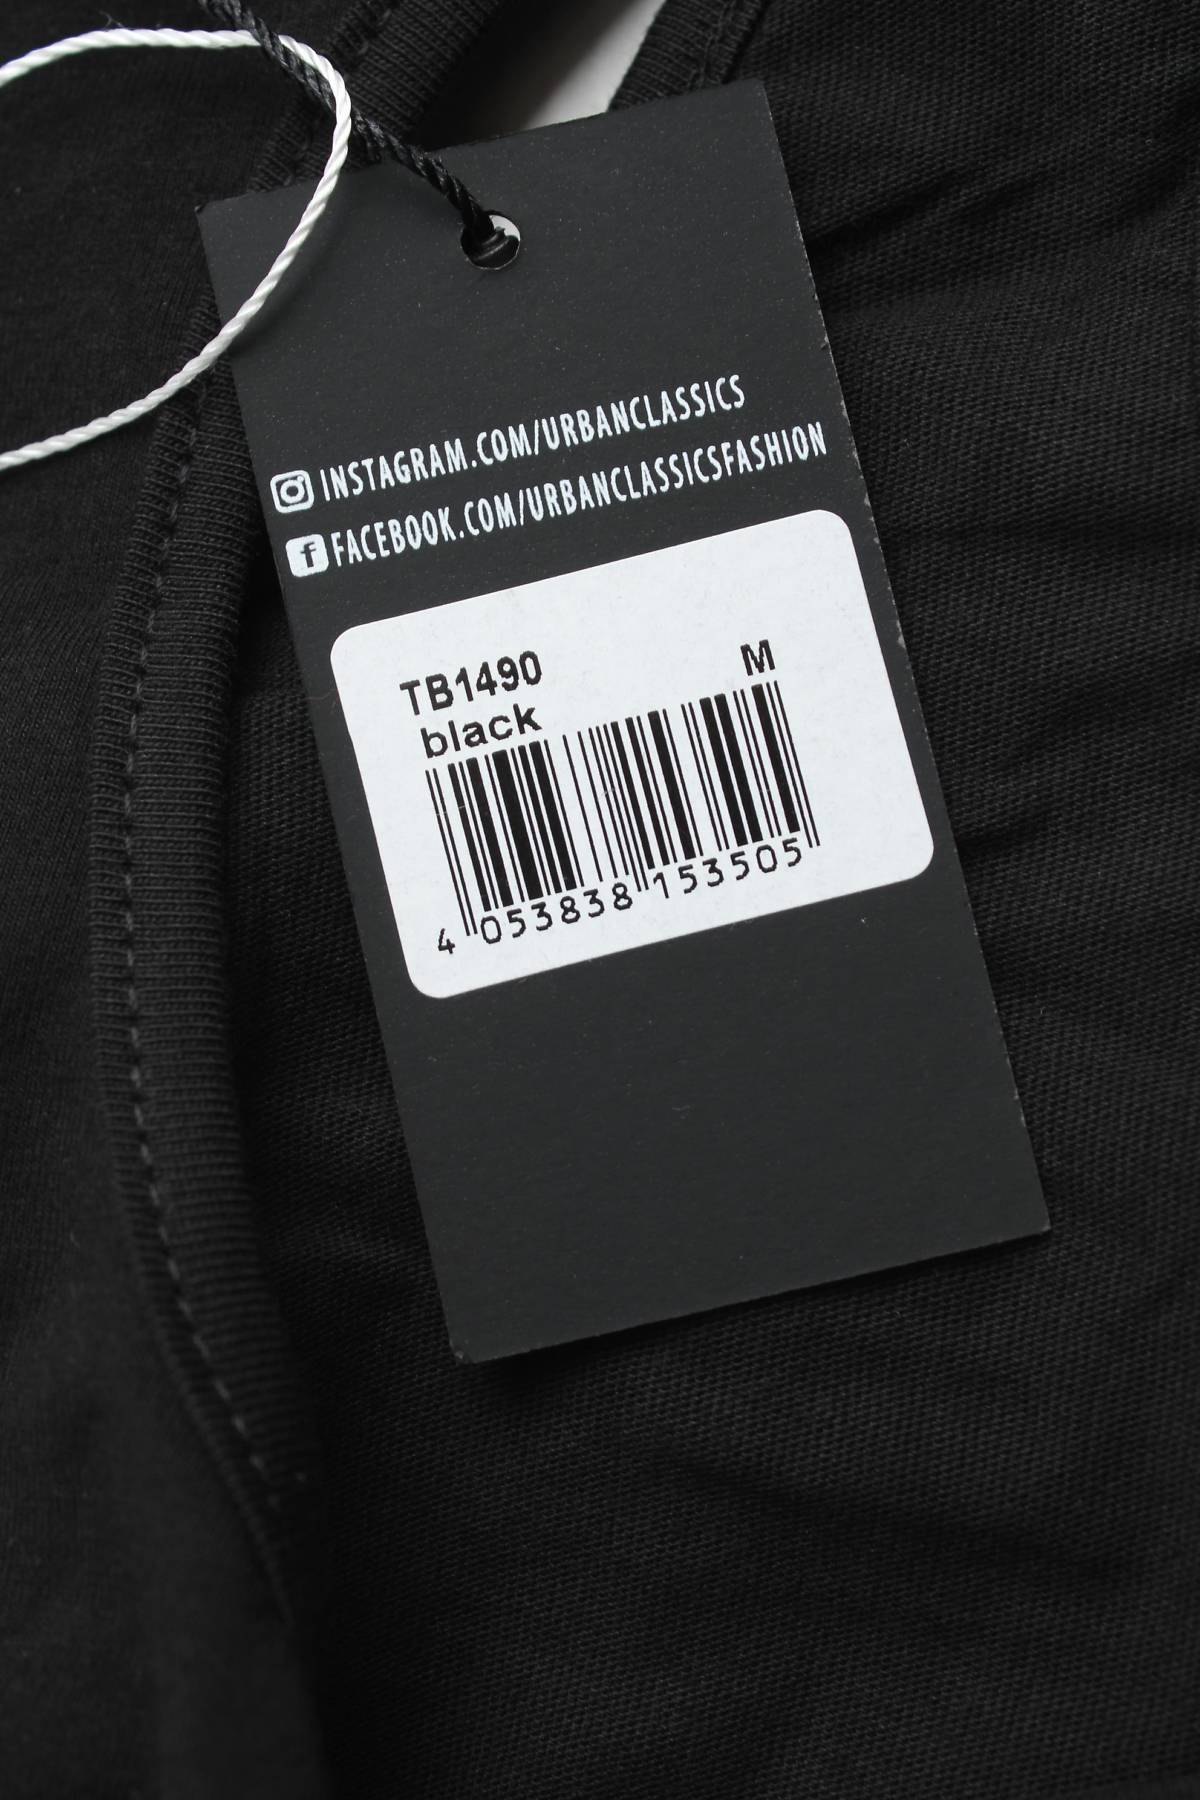 INSTAGRAM.COM/URBANCLASSICS
FACEBOOK.COM/URBANCLASSICSFASHION
TB1490 M
black
4 053838 153505